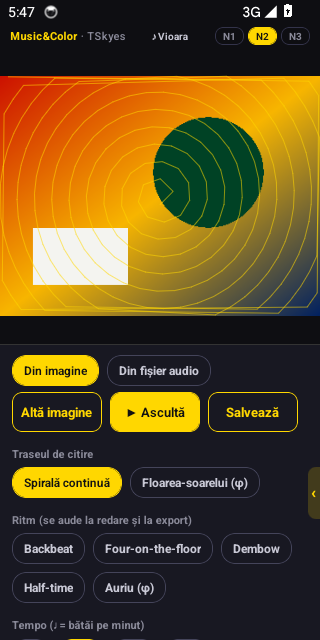 5:47 3G
Music&Color · TSkyes ♪Vioara N1 N2 N3
Din imagine Din fișier audio
Altă imagine ► Ascultă Salvează
Traseul de citire
Spirală continuă Floarea-soarelui (φ)
‹
Ritm (se aude la redare și la export)
Backbeat Four-on-the-floor Dembow
Half-time Auriu (φ)
Tempo (♩ = bătăi pe minut)